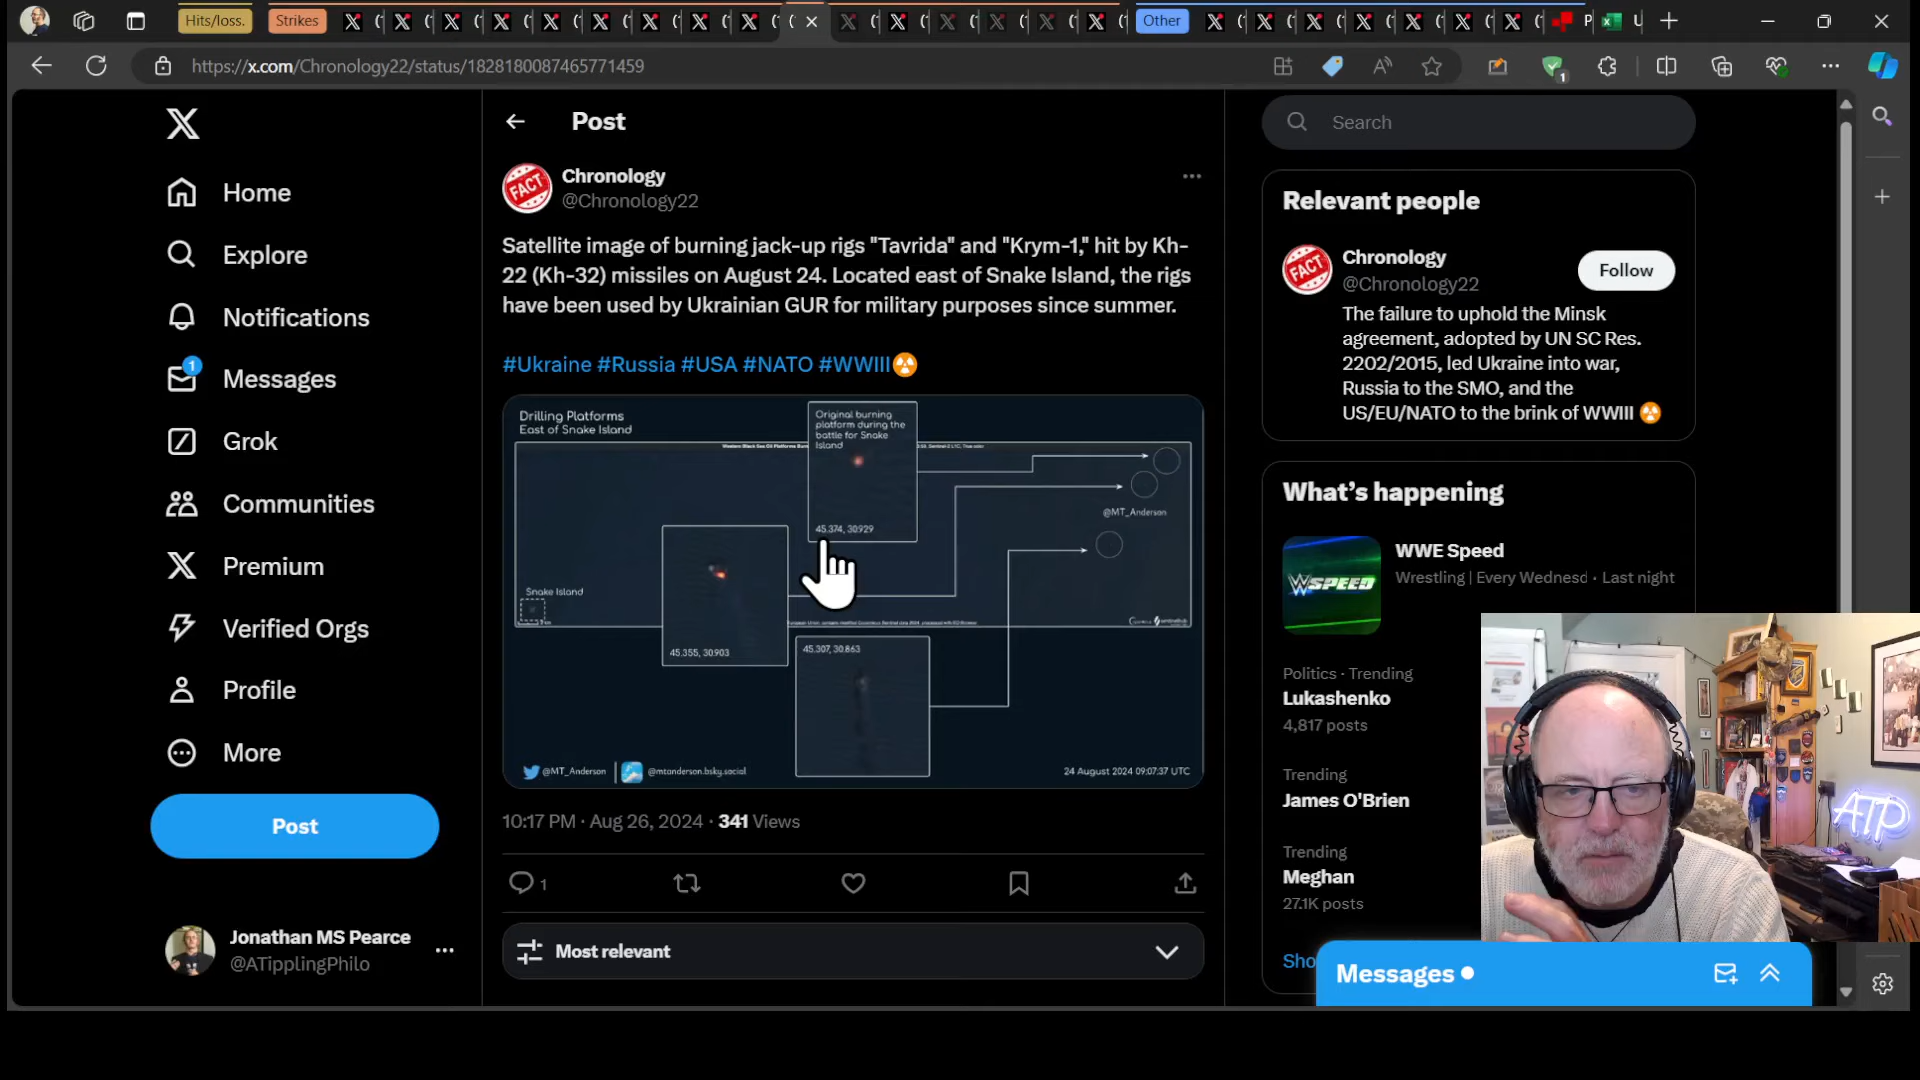 Hits/loss.
Strikes
Other
https://x.com/Chronology22/status/1828180087465771459
Post
Search
Home
Explore
Notifications
1
Messages
Grok
Communities
Premium
Verified Orgs
Profile
More
Post
Jonathan MS Pearce
@ATipplingPhilo
FACT
Chronology
@Chronology22
Satellite image of burning jack-up rigs "Tavrida" and "Krym-1," hit by Kh-
22 (Kh-32) missiles on August 24. Located east of Snake Island, the rigs
have been used by Ukrainian GUR for military purposes since summer.
#Ukraine #Russia #USA #NATO #WWIII
Drilling Platforms
East of Snake Island
Original burning
platform during the
battle for Snake
Island
45.374, 30.929
@MT_Anderson
Snake Island
45.355, 30.903
45.307, 30.863
@MT_Anderson
@mtanderson.bsky.social
24 August 2024 09:07:37 UTC
10:17 PM · Aug 26, 2024 · 341 Views
1
Most relevant
Relevant people
FACT
Chronology
@Chronology22
Follow
The failure to uphold the Minsk
agreement, adopted by UN SC Res.
2202/2015, led Ukraine into war,
Russia to the SMO, and the
US/EU/NATO to the brink of WWIII
What's happening
WWE Speed
Wrestling | Every Wednesd · Last night
SPEED
Politics · Trending
Lukashenko
4,817 posts
Trending
James O'Brien
Trending
Meghan
27.1K posts
Sho
Messages
ATP